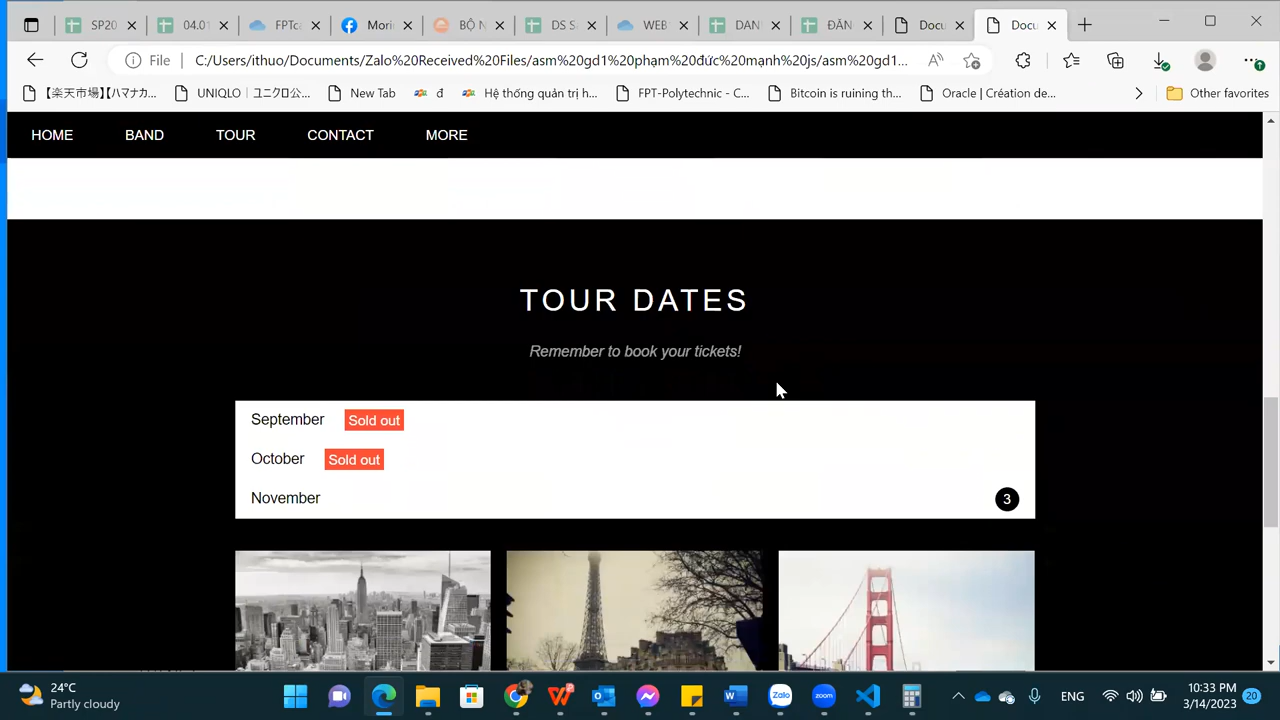 SP20
04.01
FPTca
Mori
BỘ N
DS S
WEB
DAN
ĐĂN
Docu
Docu
File
C:/Users/ithuo/Documents/Zalo%20Received%20Files/asm%20gd1%20phạm%20đức%20mạnh%20js/asm%20gd1...
【楽天市場】【ハマナカ...
UNIQLO｜ユニクロ公...
New Tab
đ
Hệ thống quản trị h...
FPT-Polytechnic - C...
Bitcoin is ruining th...
Oracle | Création de...
Other favorites
HOME
BAND
TOUR
CONTACT
MORE
TOUR DATES
Remember to book your tickets!
September Sold out
October Sold out
November 3
24°C
Partly cloudy
Zalo
zoom
ENG
10:33 PM
3/14/2023
20